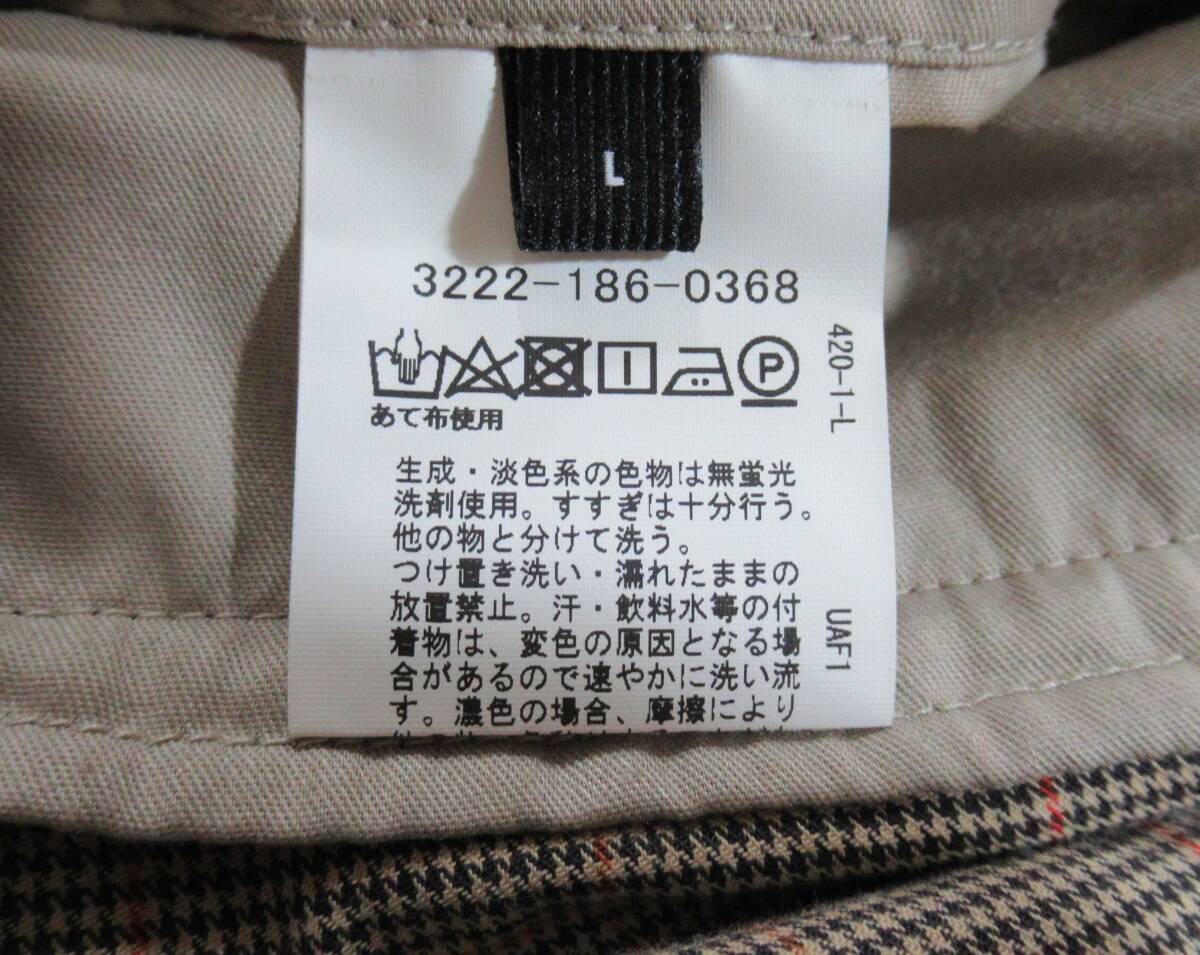 L
3222-186-0368
P
あて布使用
生成・淡色系の色物は無蛍光
洗剤使用。すすぎは十分行う。
他の物と分けて洗う。
つけ置き洗い・濡れたままの
放置禁止。汗・飲料水等の付
着物は、変色の原因となる場
合があるので速やかに洗い流
す。濃色の場合、摩擦により
420-1-L
UAF1